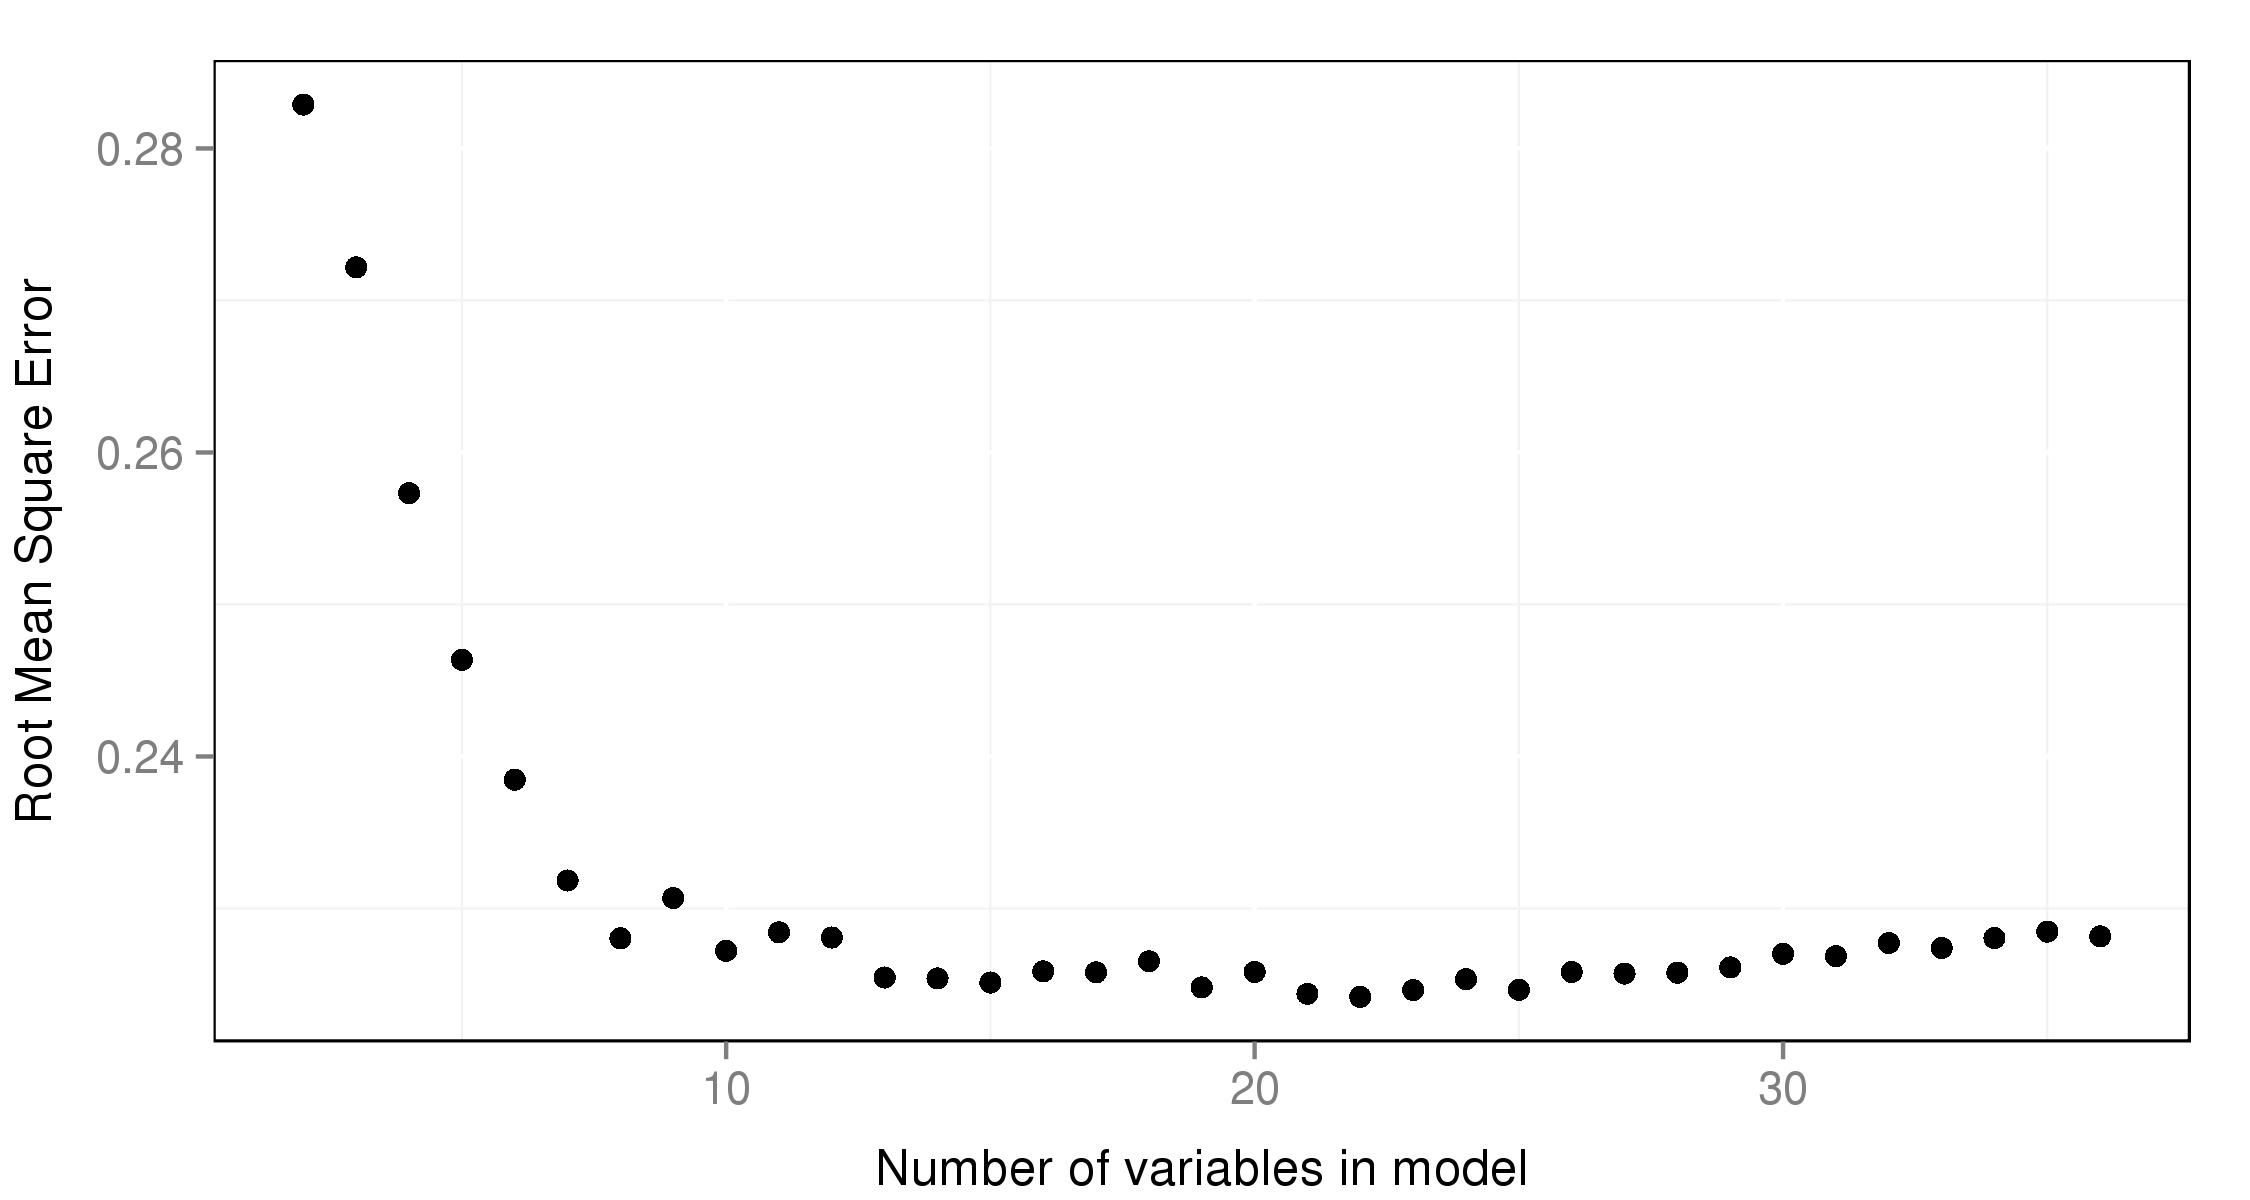 Root Mean Square Error
0.28
0.26
0.24
10 20 30
Number of variables in model